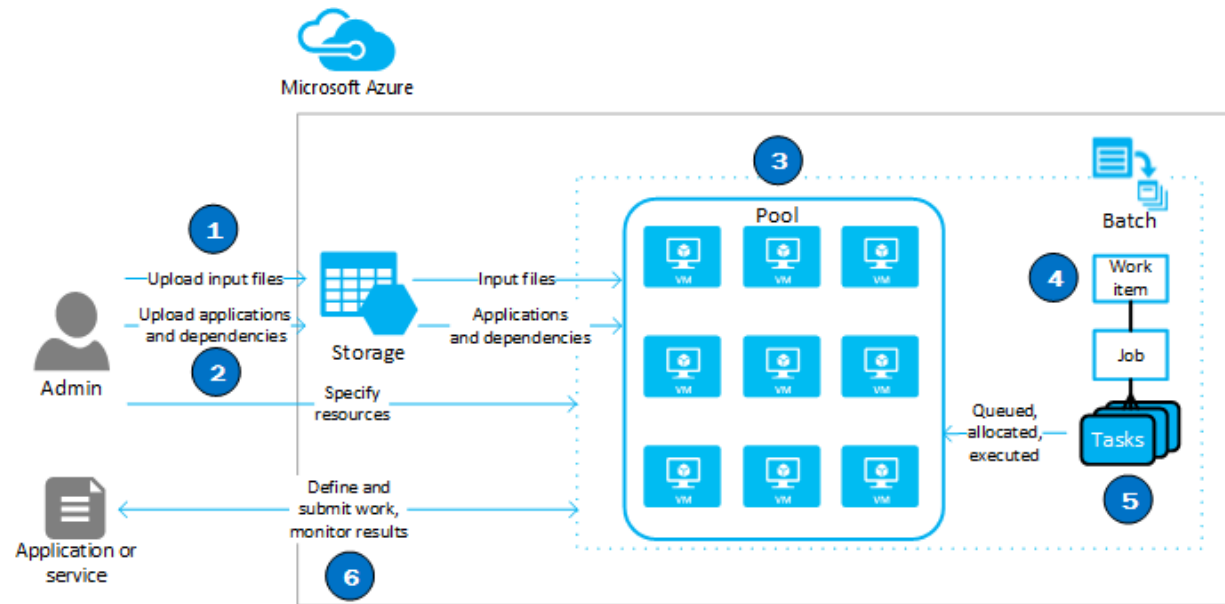 Microsoft Azure
3
1
Pool
Batch
VM
VM
VM
4
Work
item
Upload input files
Input files
Upload applications
and dependencies
Applications
and dependencies
Storage
2
Admin
Job
VM
VM
VM
Specify
resources
Queued,
allocated,
executed
Tasks
VM
VM
VM
5
Define and
submit work,
monitor results
Application or
service
6